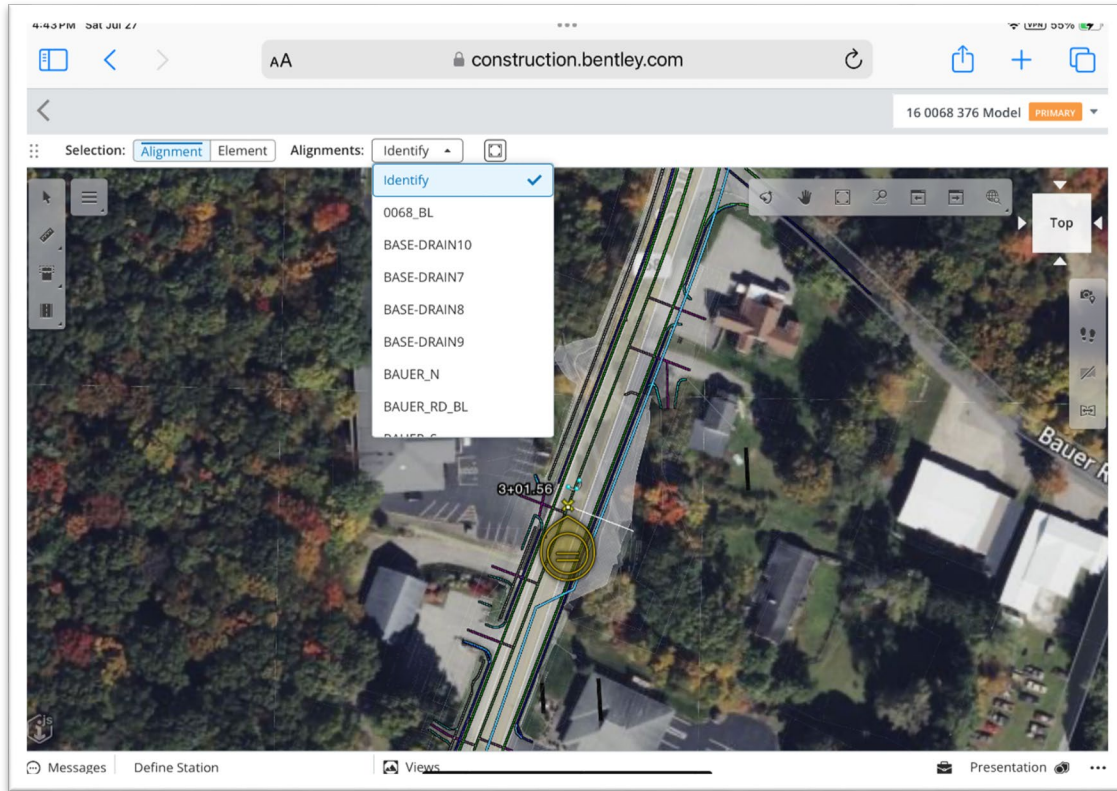 4:43 PM Sat Jul 27
VPN 55%
AA construction.bentley.com
16 0068 376 Model PRIMARY
Selection: Alignment Element Alignments: Identify
Identify
0068_BL
BASE-DRAIN10
BASE-DRAIN7
BASE-DRAIN8
BASE-DRAIN9
BAUER_N
BAUER_RD_BL
BAUER_S
Top
Bauer R
3+01.56
js
Messages Define Station Views Presentation